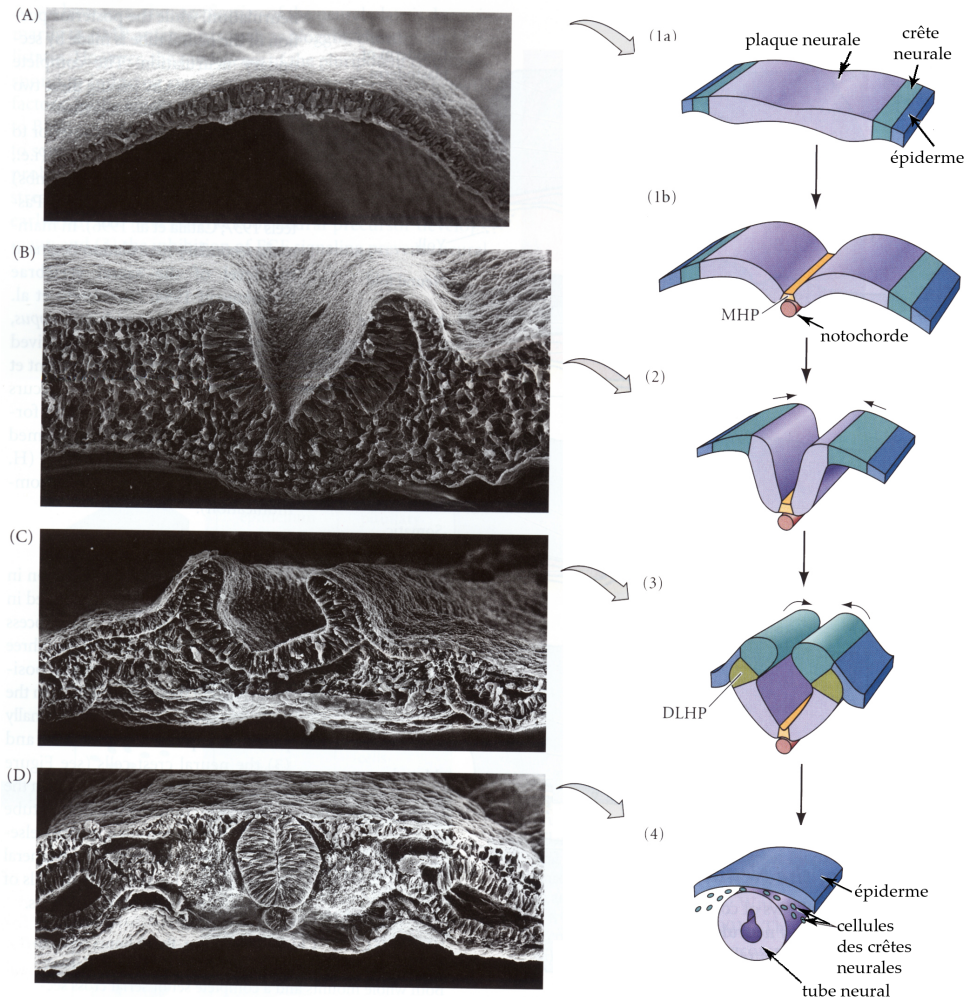 (A)
(1a)
plaque neurale
crête
neurale
épiderme
(1b)
(B)
MHP
notochorde
(2)
(C)
(3)
DLHP
(D)
(4)
épiderme
cellules
des crêtes
neurales
tube neural